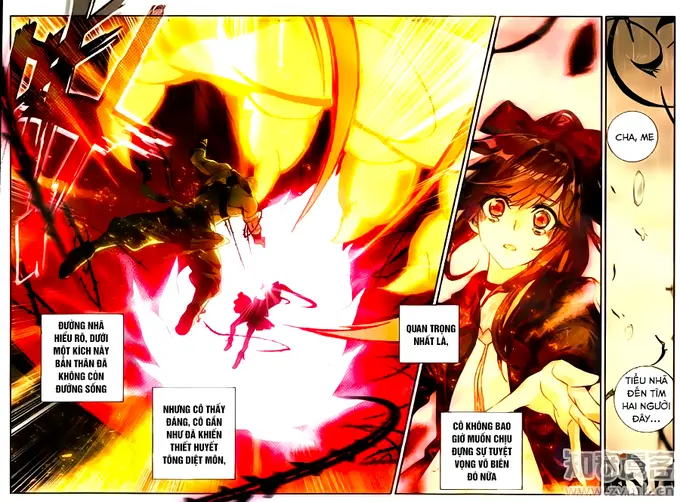 ĐƯỜNG NHÃ
HIỂU RÕ, DƯỚI
MỘT KÍCH NÀY
BẢN THÂN ĐÃ
KHÔNG CÒN
ĐƯỜNG SỐNG
NHƯNG CÔ THẤY
ĐÁNG, CÔ GẦN
NHƯ ĐÃ KHIẾN
THIẾT HUYẾT
TÔNG DIỆT MÔN,
QUAN TRỌNG
NHẤT LÀ,
CÔ KHÔNG BAO
GIỜ MUỐN CHỊU
ĐỰNG SỰ TUYỆT
VỌNG VÔ BIÊN
ĐÓ NỮA
CHA, MẸ
TIỂU NHÃ
ĐẾN TÌM
HAI NGƯỜI
ĐÂY...